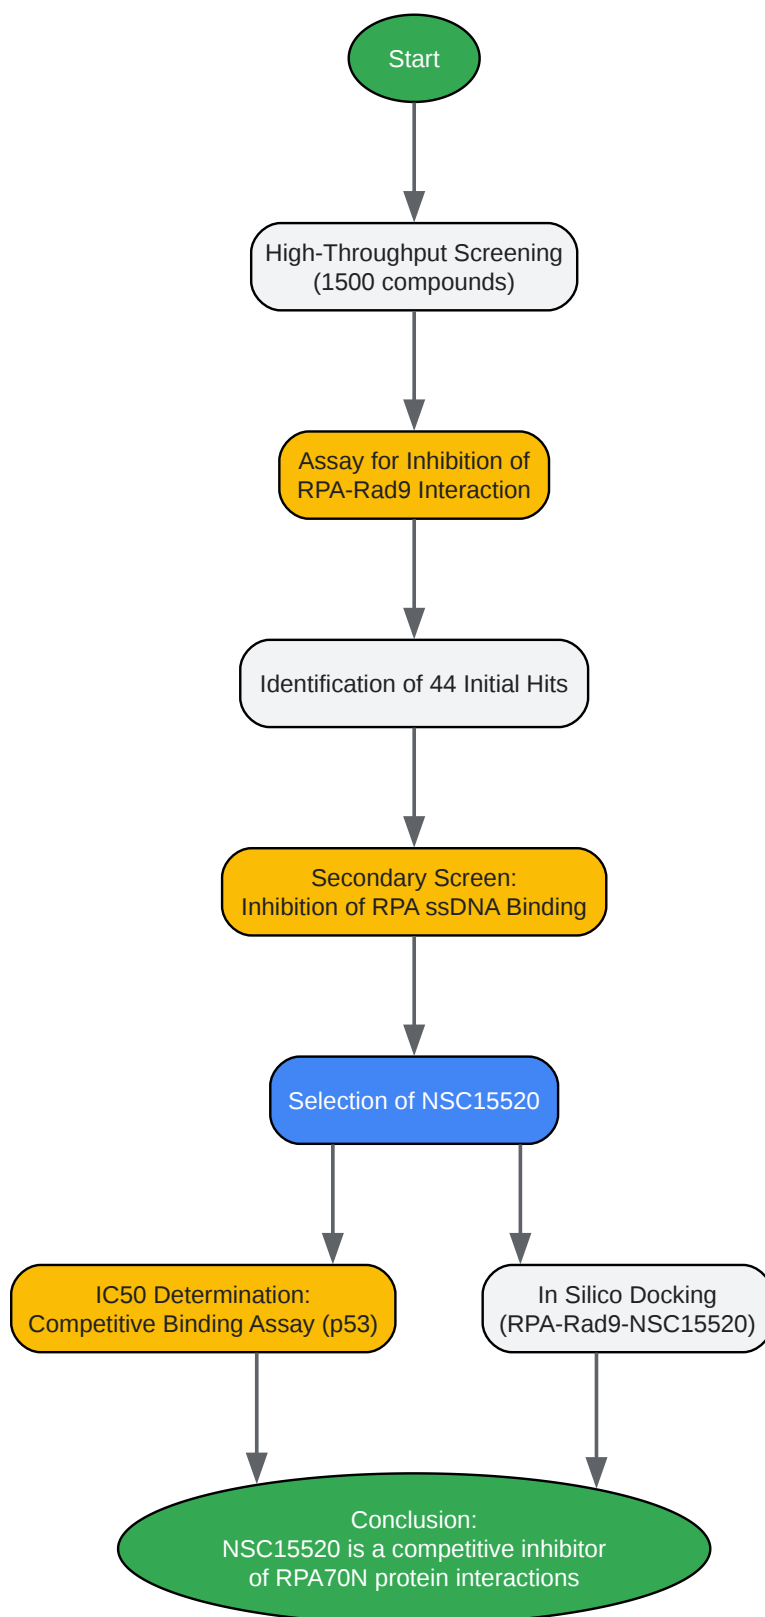 Start
High-Throughput Screening
(1500 compounds)
Assay for Inhibition of
RPA-Rad9 Interaction
Identification of 44 Initial Hits
Secondary Screen:
Inhibition of RPA ssDNA Binding
Selection of NSC15520
IC50 Determination:
Competitive Binding Assay (p53)
In Silico Docking
(RPA-Rad9-NSC15520)
Conclusion:
NSC15520 is a competitive inhibitor
of RPA70N protein interactions